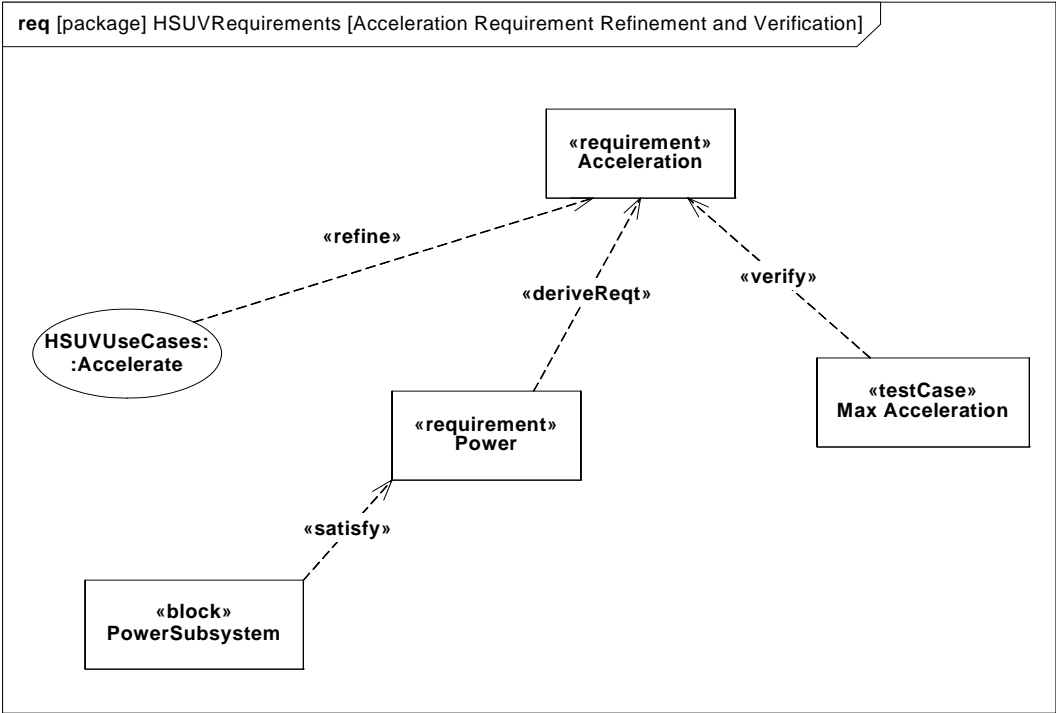 req [package] HSUVRequirements [Acceleration Requirement Refinement and Verification]
«requirement»
Acceleration
«refine»
«verify»
«deriveReqt»
HSUVUseCases:
:Accelerate
«testCase»
Max Acceleration
«requirement»
Power
«satisfy»
«block»
PowerSubsystem